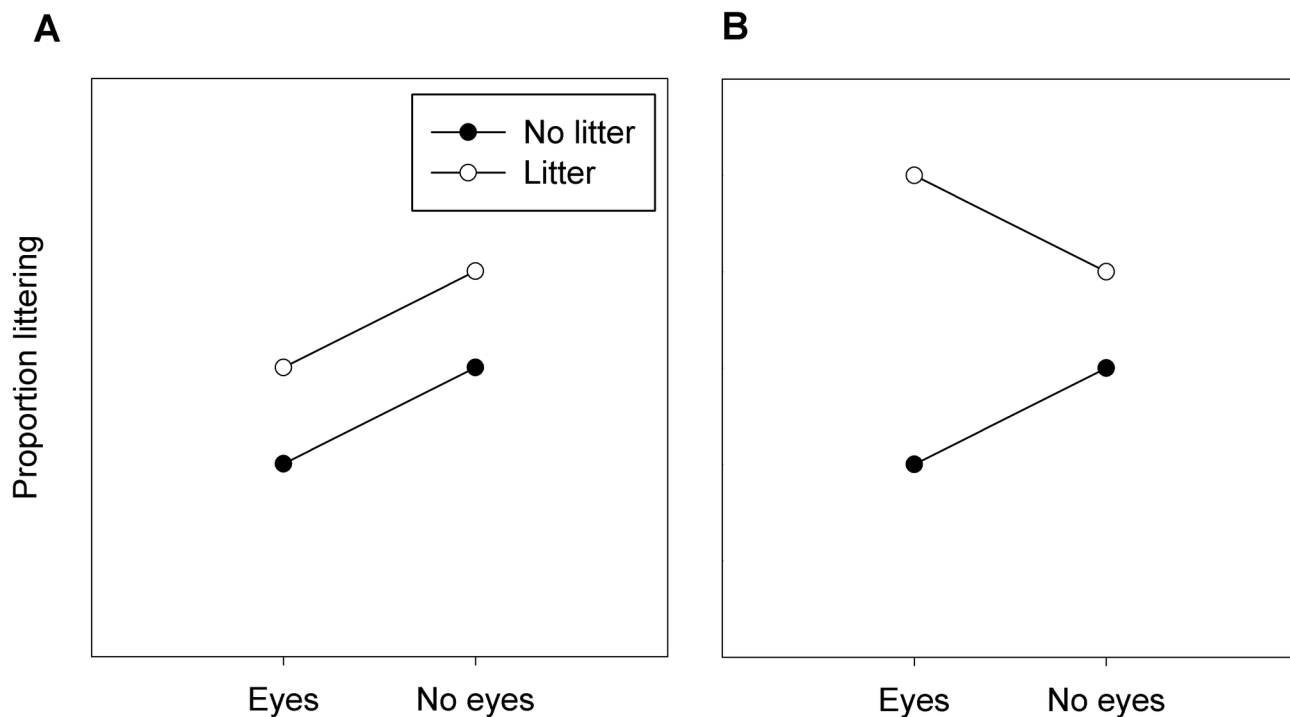 A
B
No litter
Litter
Proportion littering
Eyes
No eyes
Eyes
No eyes